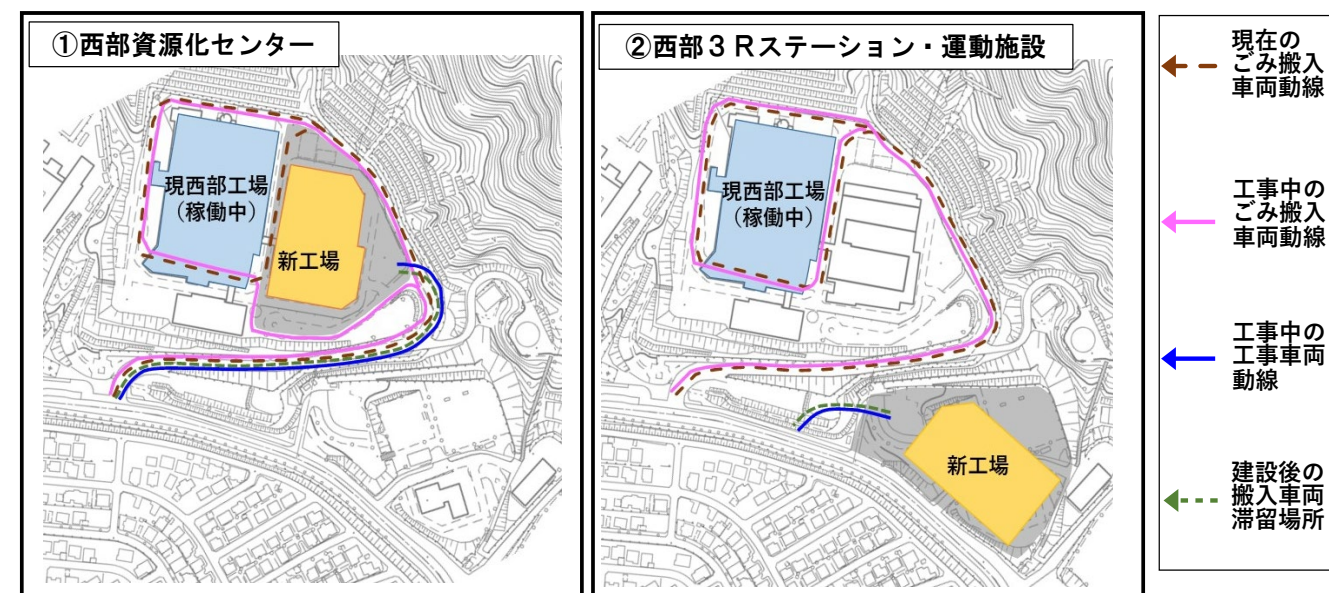 ①西部資源化センター
現西部工場
（稼働中）
新工場
②西部３Ｒステーション・運動施設
現西部工場
（稼働中）
新工場
現在の
ごみ搬入
車両動線
工事中の
ごみ搬入
車両動線
工事中の
工事車両
動線
建設後の
搬入車両
滞留場所